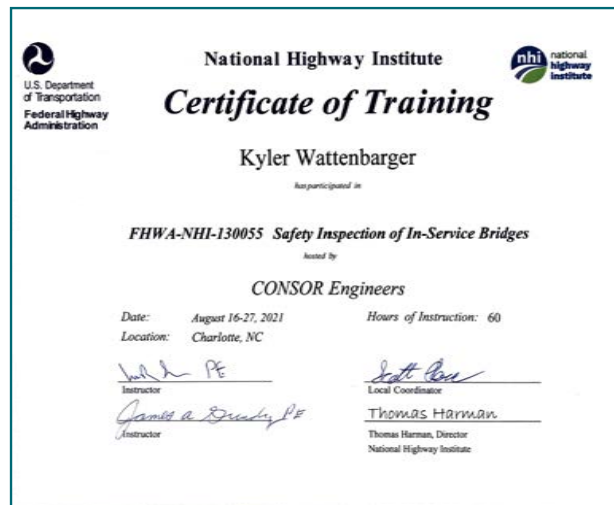 National Highway Institute
U.S. Department
of Transportation
Federal Highway
Administration
nhi national
highway
institute
Certificate of Training
Kyler Wattenbarger
has participated in
FHWA-NHI-130055 Safety Inspection of In-Service Bridges
hosted by
CONSOR Engineers
Date: August 16-27, 2021 Hours of Instruction: 60
Location: Charlotte, NC
PE
Instructor
Scott
Local Coordinator
James a PE
Instructor
Thomas Harman
Thomas Harman, Director
National Highway Institute